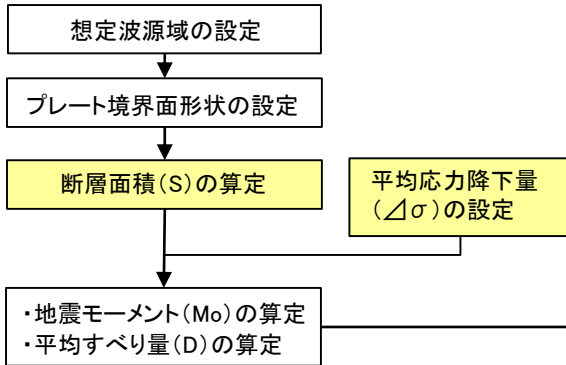 想定波源域の設定
プレート境界面形状の設定
断層面積(S)の算定
平均応力降下量
(⊿σ)の設定
・地震モーメント(Mo)の算定
・平均すべり量(D)の算定